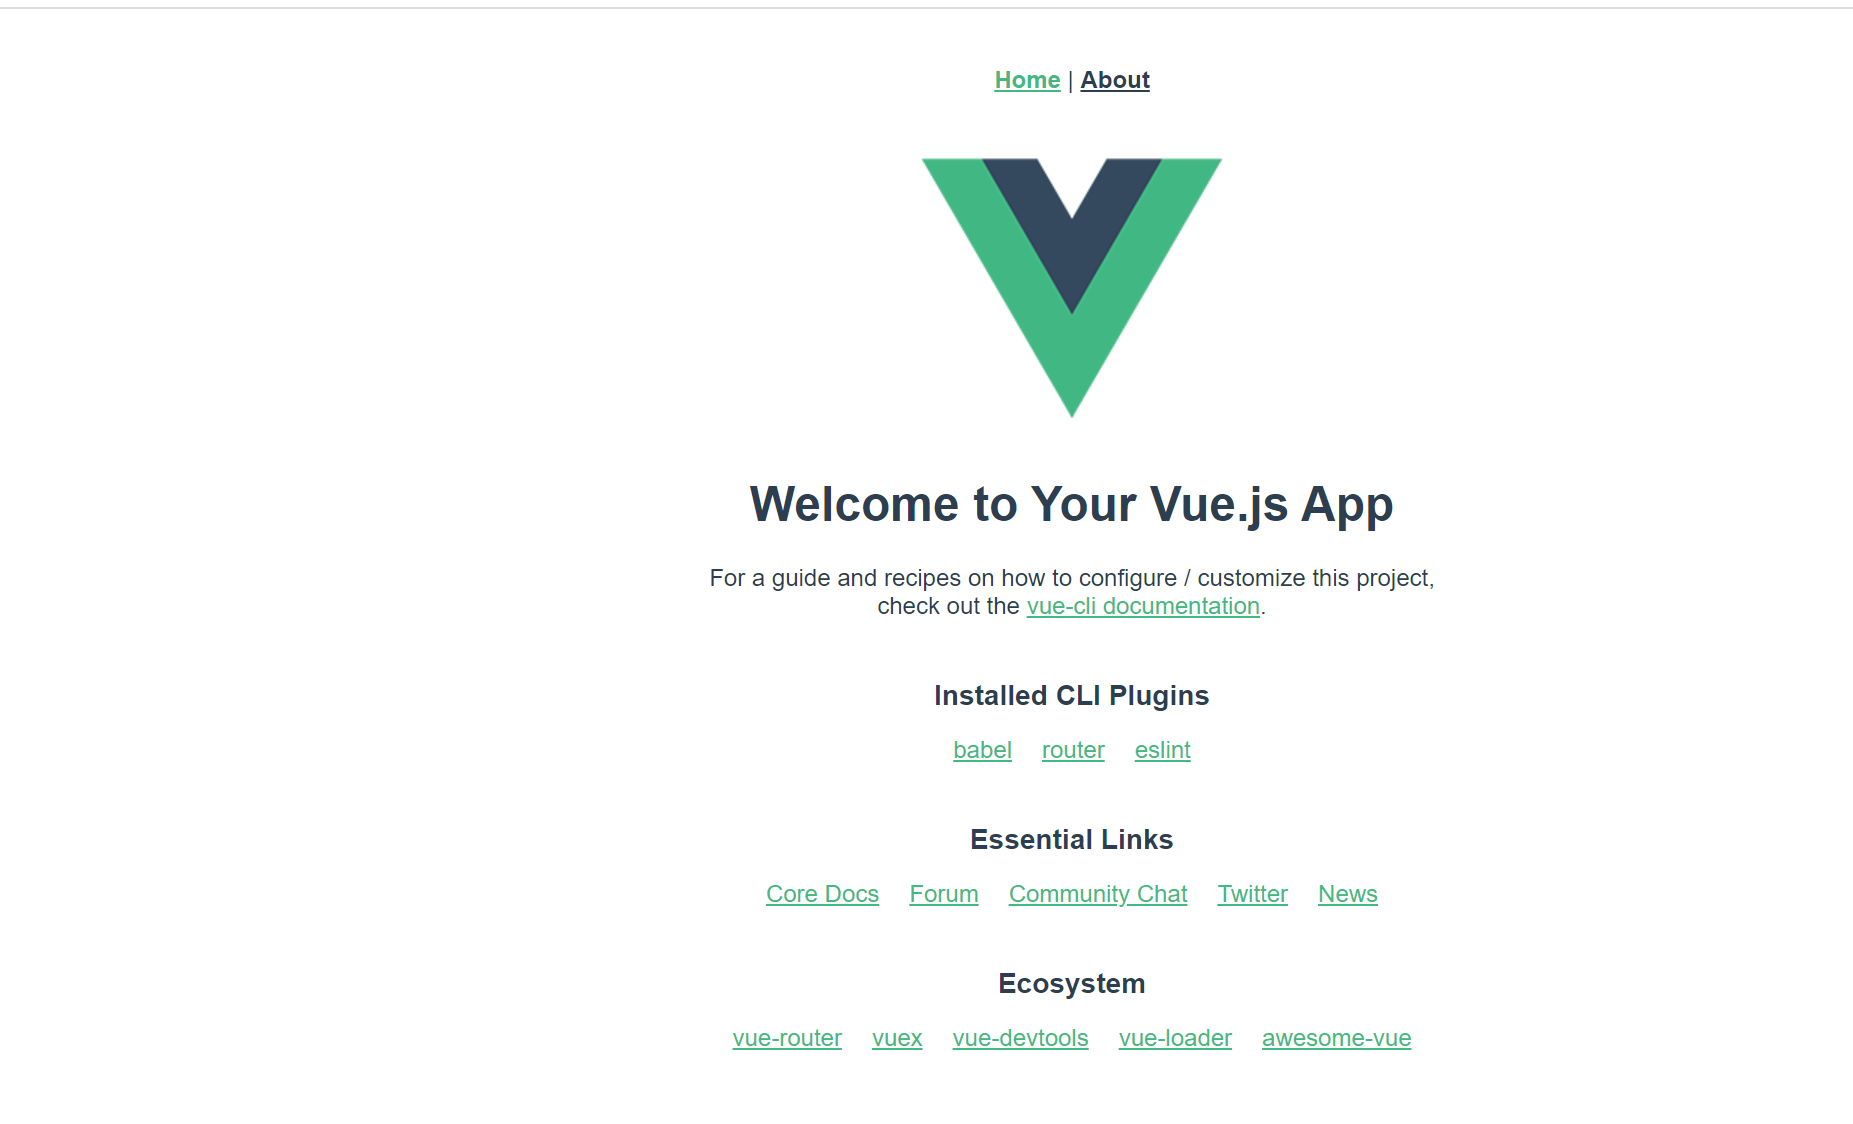 Home | About
Welcome to Your Vue.js App
For a guide and recipes on how to configure / customize this project,
check out the vue-cli documentation.
Installed CLI Plugins
babel router eslint
Essential Links
Core Docs Forum Community Chat Twitter News
Ecosystem
vue-router vuex vue-devtools vue-loader awesome-vue